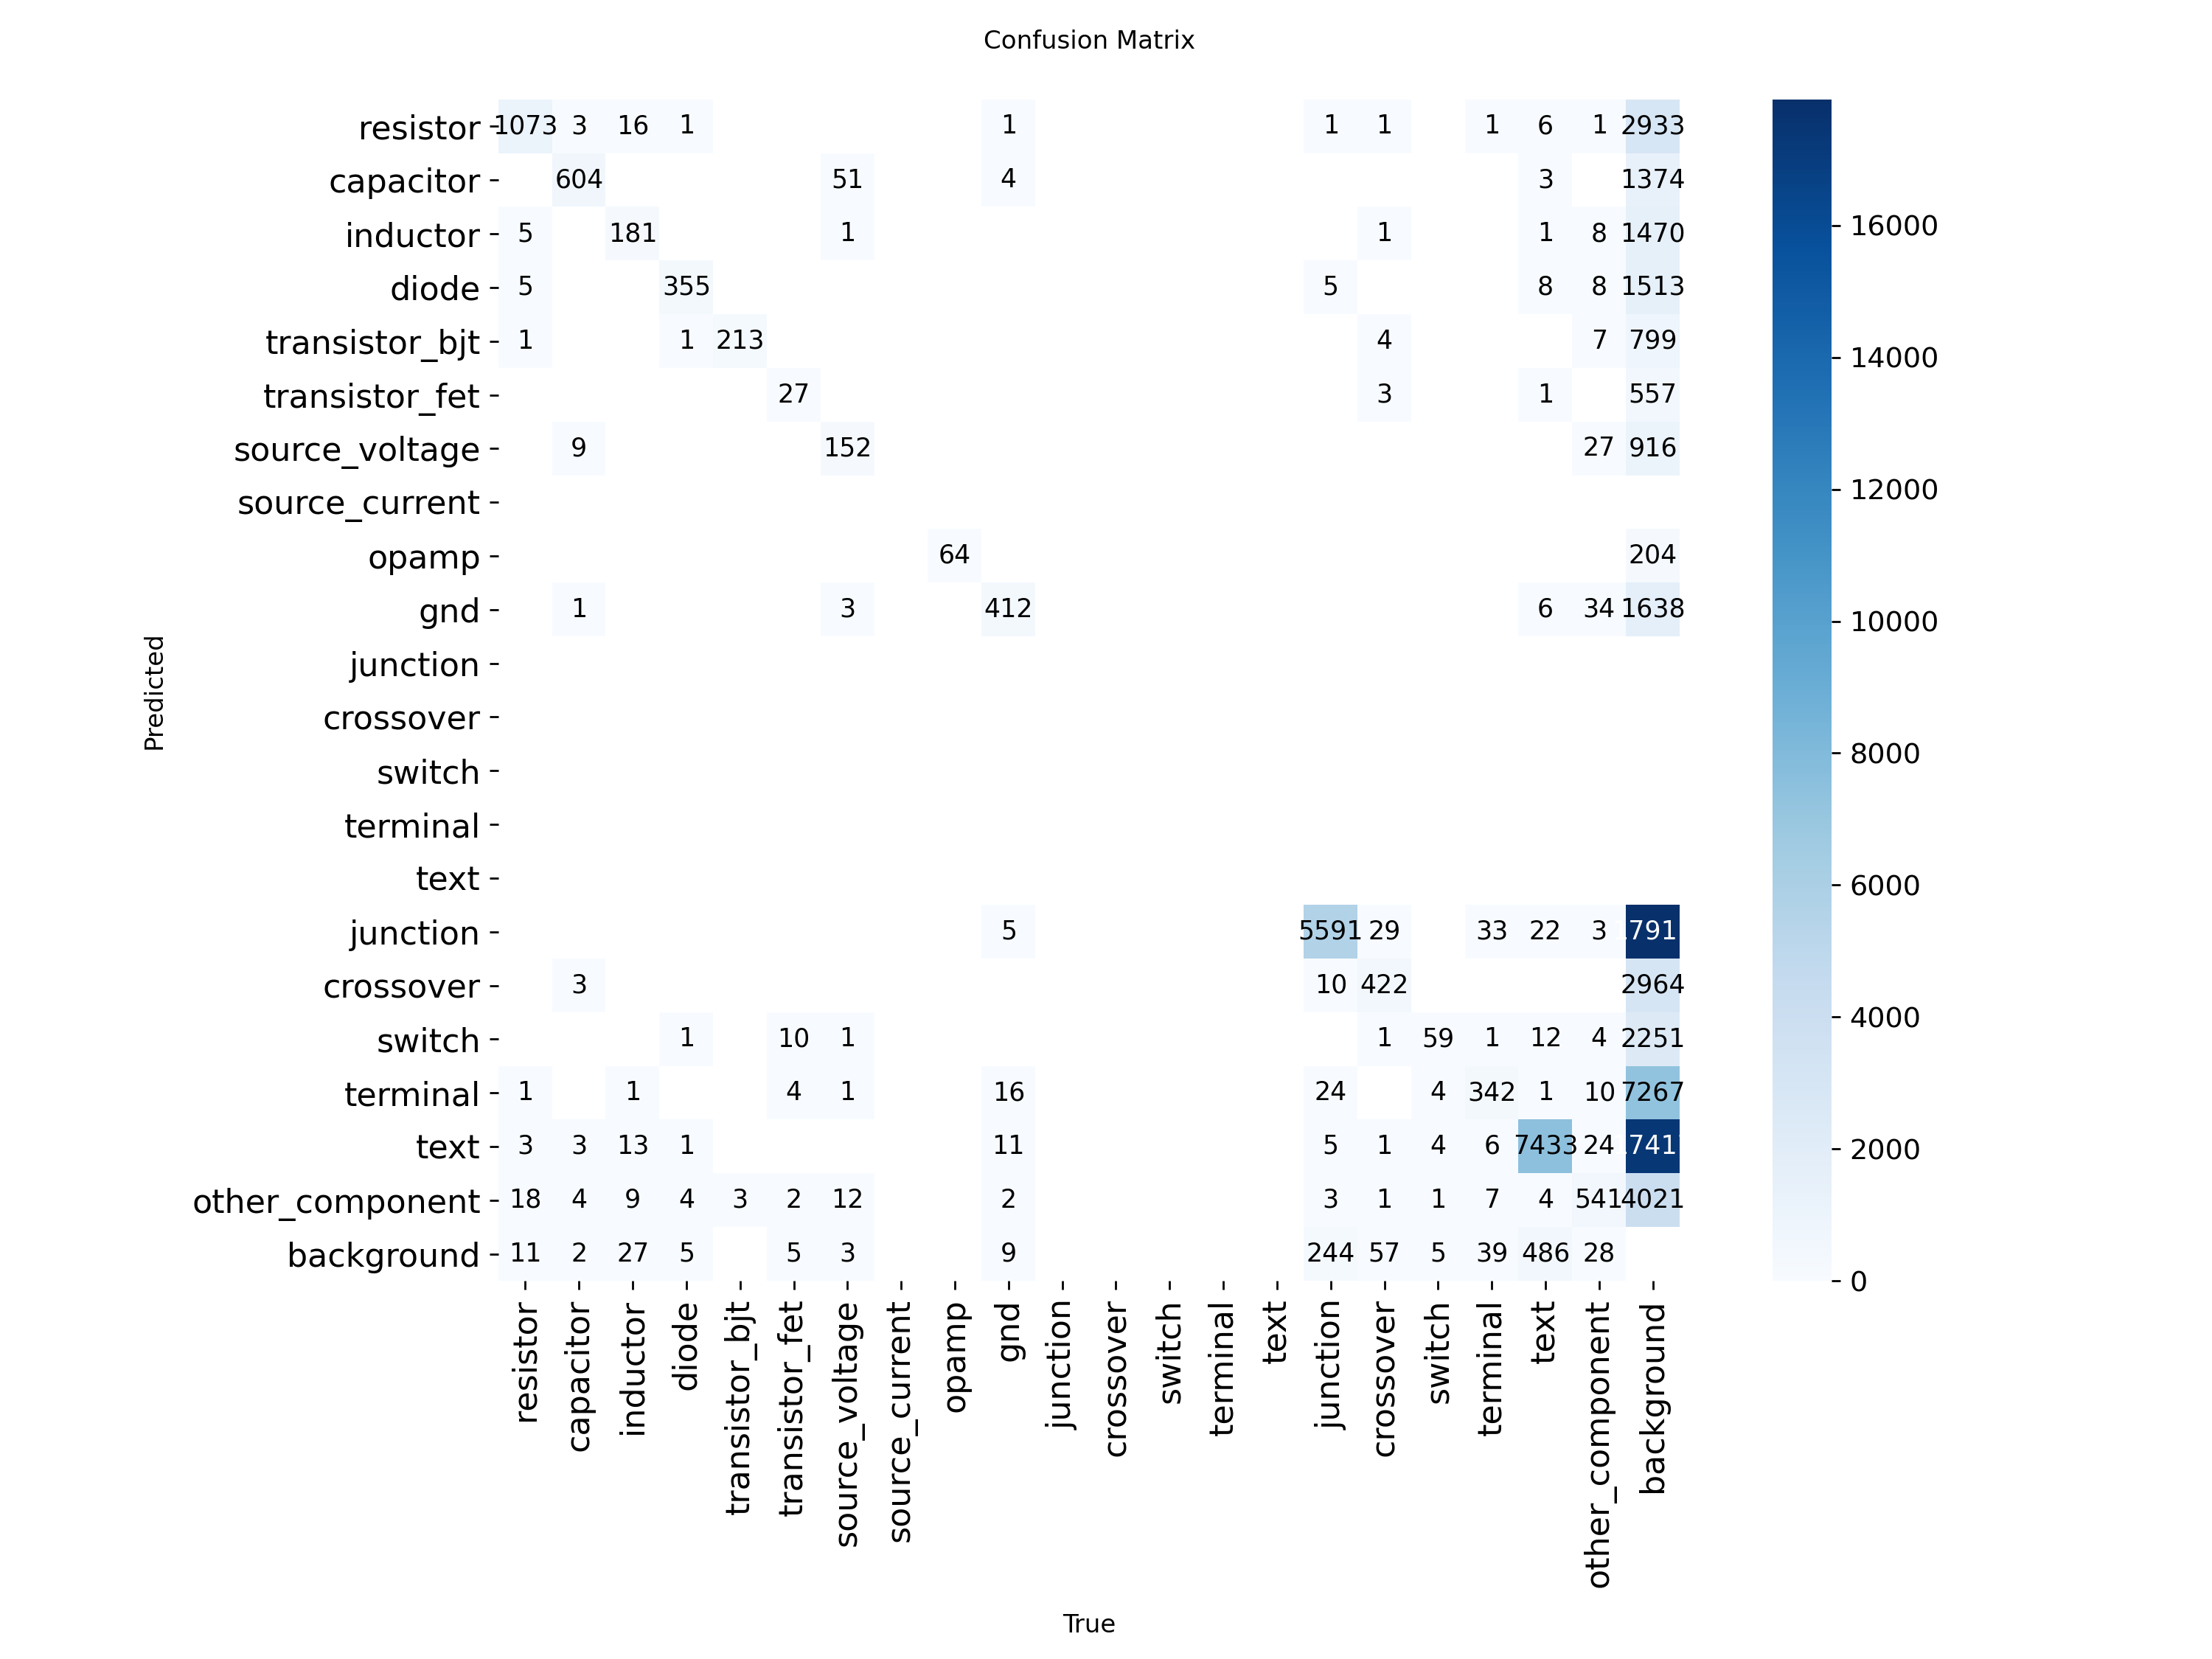 Confusion Matrix
resistor 1073 3 16 1 1 1 1 1 6 1 2933
capacitor 604 51 4 3 1374
inductor 5 181 1 1 1 8 1470
diode 5 355 5 8 8 1513
transistor_bjt 1 1 213 4 7 799
transistor_fet 27 3 1 557
source_voltage 9 152 27 916
source_current
opamp 64 204
gnd 1 3 412 6 34 1638
junction
crossover
switch
terminal
text
junction 5 5591 29 33 22 3 791
crossover 3 10 422 2964
switch 1 10 1 1 59 1 12 4 2251
terminal 1 1 4 1 16 24 4 342 1 10 7267
text 3 3 13 1 11 5 1 4 6 7433 24 741
other_component 18 4 9 4 3 2 12 2 3 1 1 7 4 541 4021
background 11 2 27 5 5 3 9 244 57 5 39 486 28
Predicted
resistor
capacitor
inductor
diode
transistor_bjt
transistor_fet
source_voltage
source_current
opamp
gnd
junction
crossover
switch
terminal
text
junction
crossover
switch
terminal
text
other_component
background
True
16000
14000
12000
10000
8000
6000
4000
2000
0